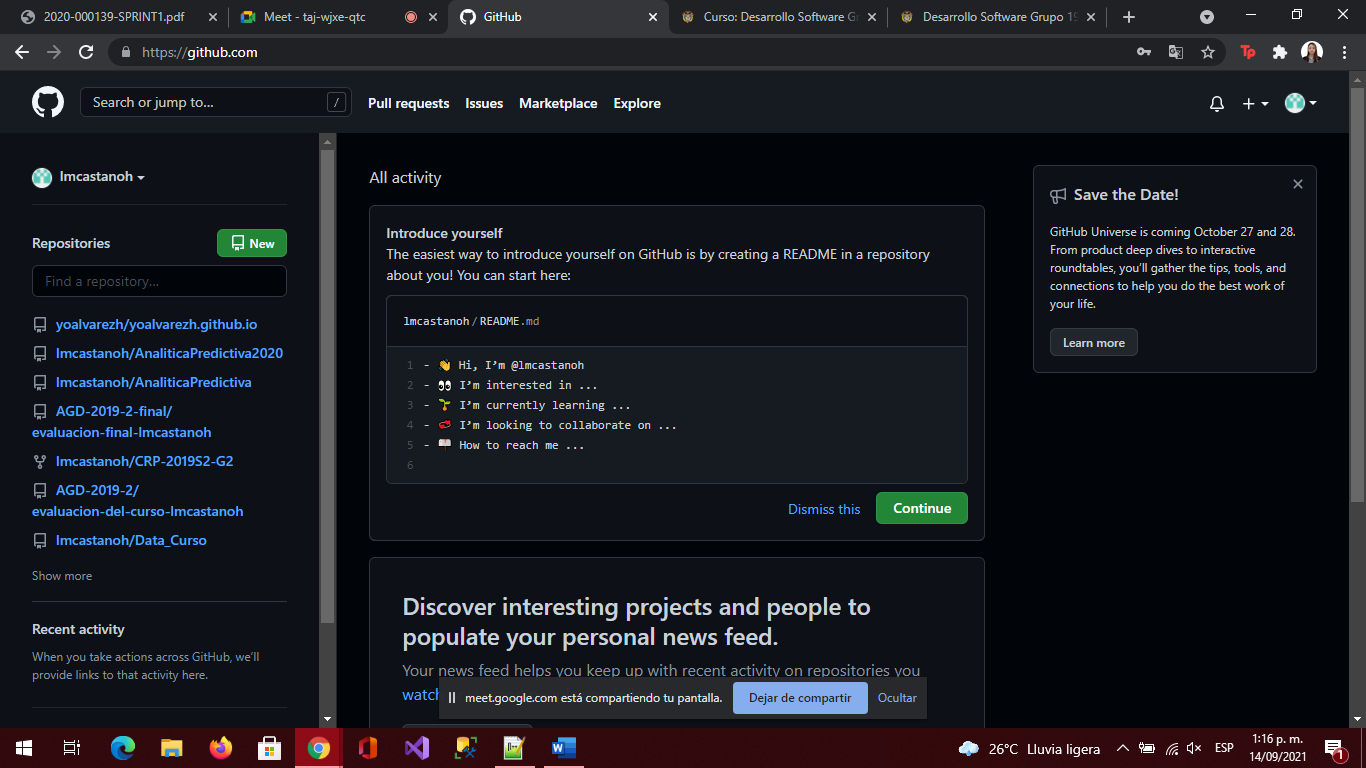 2020-000139-SPRINT1.pdf
Meet - taj-wjxe-qtc
GitHub
Curso: Desarrollo Software G
Desarrollo Software Grupo 19
https://github.com
Tp
Search or jump to...
/
Pull requests
Issues
Marketplace
Explore
lmcastanoh
Repositories
New
Find a repository...
yoalvarezh/yoalvarezh.github.io
lmcastanoh/AnaliticaPredictiva2020
lmcastanoh/AnaliticaPredictiva
AGD-2019-2-final/
evaluacion-final-lmcastanoh
lmcastanoh/CRP-2019S2-G2
AGD-2019-2/
evaluacion-del-curso-lmcastanoh
lmcastanoh/Data_Curso
Show more
Recent activity
When you take actions across GitHub, we’ll
provide links to that activity here.
All activity
Introduce yourself
The easiest way to introduce yourself on GitHub is by creating a README in a repository
about you! You can start here:
lmcastanoh/README.md
1 - 👋 Hi, I’m @lmcastanoh
2 - 👀 I’m interested in ...
3 - 🌱 I’m currently learning ...
4 - 💞️ I’m looking to collaborate on ...
5 - 📫 How to reach me ...
6
Dismiss this
Continue
Discover interesting projects and people to
populate your personal news feed.
Your news feed helps you keep up with recent activity on repositories you
watch
Save the Date!
GitHub Universe is coming October 27 and 28.
From product deep dives to interactive
roundtables, you’ll gather the tips, tools, and
connections to help you do the best work of
your life.
Learn more
meet.google.com está compartiendo tu pantalla.
Dejar de compartir
Ocultar
26°C Lluvia ligera
ESP
1:16 p. m.
14/09/2021
1